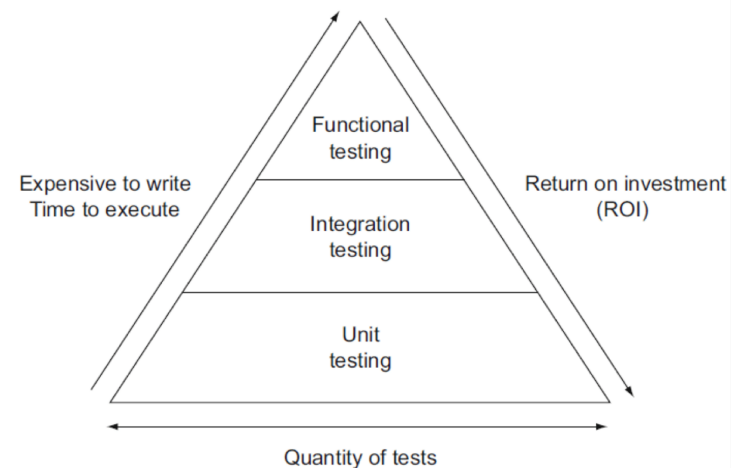 Functional
testing
Expensive to write
Time to execute
Return on investment
(ROI)
Integration
testing
Unit
testing
Quantity of tests